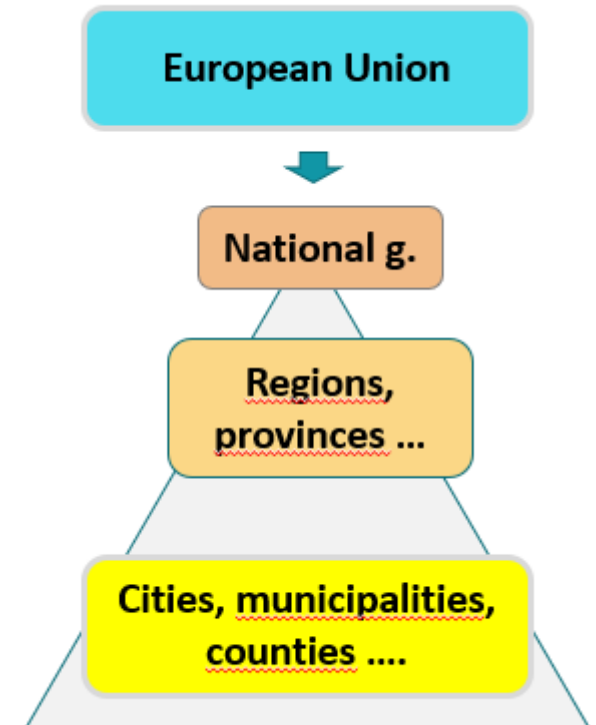 European Union
National g.
Regions,
provinces ...
Cities, municipalities,
counties ....